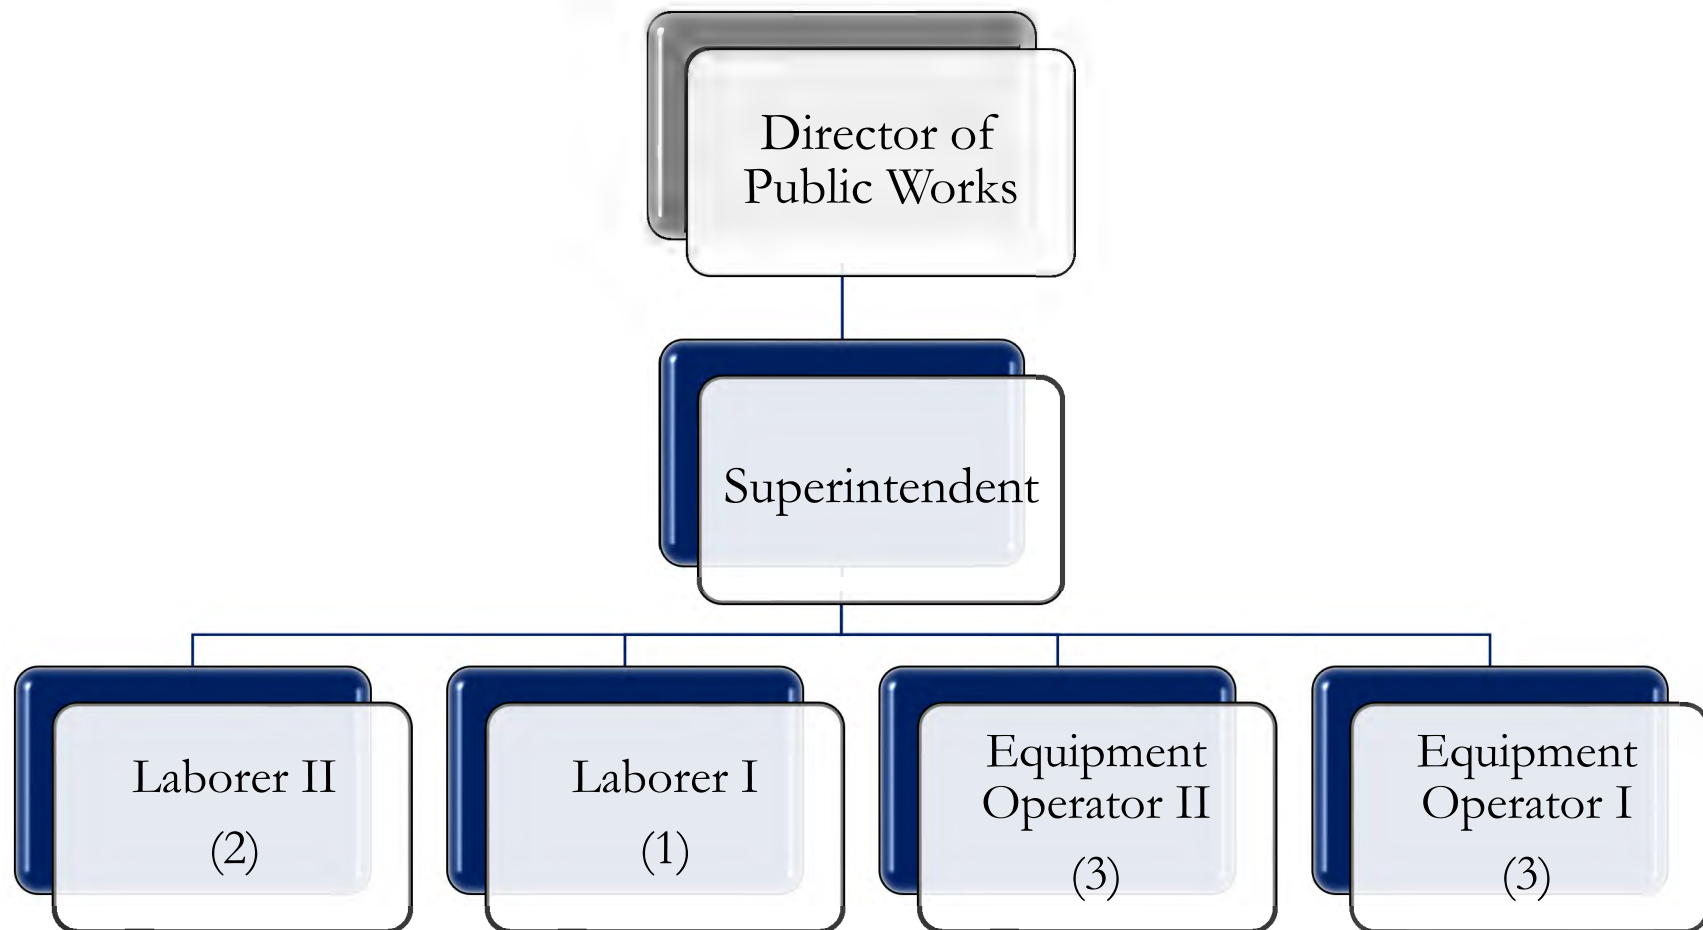 Director of
Public Works
Superintendent
Laborer II
(2)
Laborer I
(1)
Equipment
Operator II
(3)
Equipment
Operator I
(3)